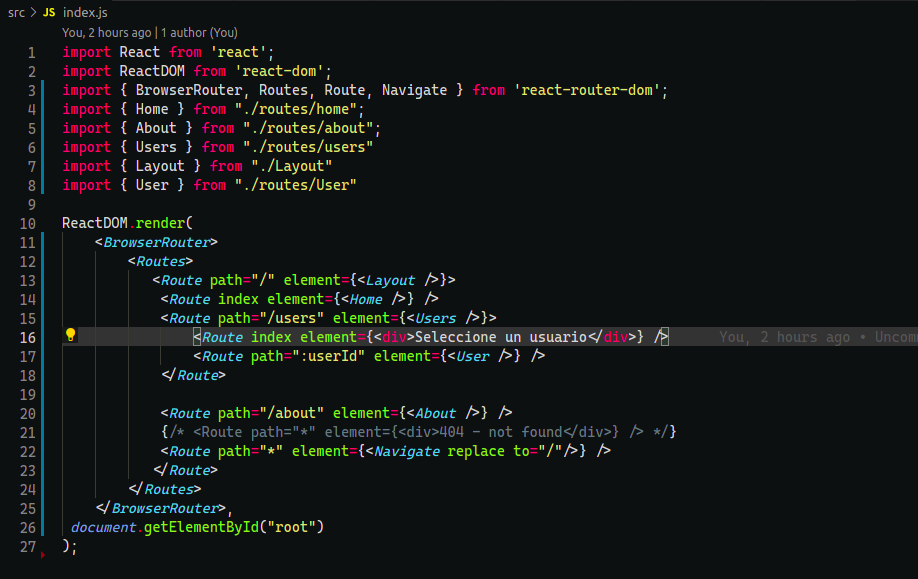 src > JS index.js
You, 2 hours ago | 1 author (You)
1 import React from 'react';
2 import ReactDOM from 'react-dom';
3 import { BrowserRouter, Routes, Route, Navigate } from 'react-router-dom';
4 import { Home } from "./routes/home";
5 import { About } from "./routes/about";
6 import { Users } from "./routes/users"
7 import { Layout } from "./Layout"
8 import { User } from "./routes/User"
9
10 ReactDOM.render(
11     <BrowserRouter>
12         <Routes>
13            <Route path="/" element={<Layout />}>
14             <Route index element={<Home />} />
15             <Route path="/users" element={<Users />}>
16                 <Route index element={<div>Seleccione un usuario</div>} /> You, 2 hours ago • Uncom
17                 <Route path=":userId" element={<User />} />
18             </Route>
19
20             <Route path="/about" element={<About />} />
21             {/* <Route path="*" element={<div>404 - not found</div>} /> */}
22             <Route path="*" element={<Navigate replace to="/"/>} />
23            </Route>
24         </Routes>
25     </BrowserRouter>,
26  document.getElementById("root")
27 );